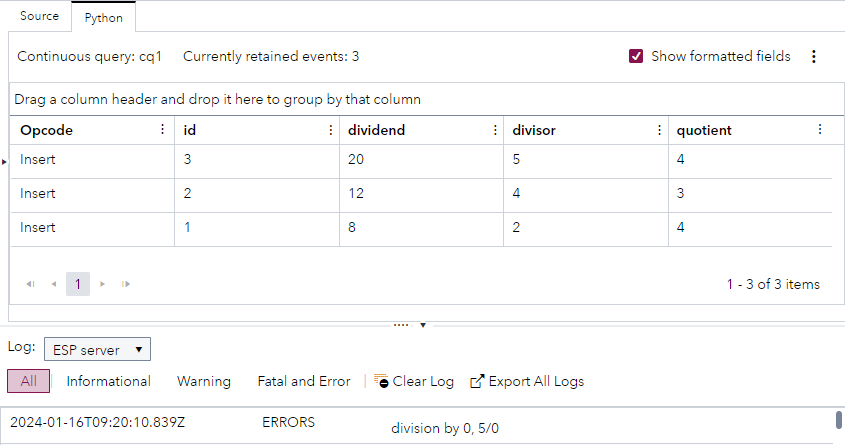 Source Python
Continuous query: cq1 Currently retained events: 3 Show formatted fields
Drag a column header and drop it here to group by that column
Opcode id dividend divisor quotient
Insert 3 20 5 4
Insert 2 12 4 3
Insert 1 8 2 4
1 1 - 3 of 3 items
Log: ESP server
All Informational Warning Fatal and Error Clear Log Export All Logs
2024-01-16T09:20:10.839Z ERRORS division by 0, 5/0